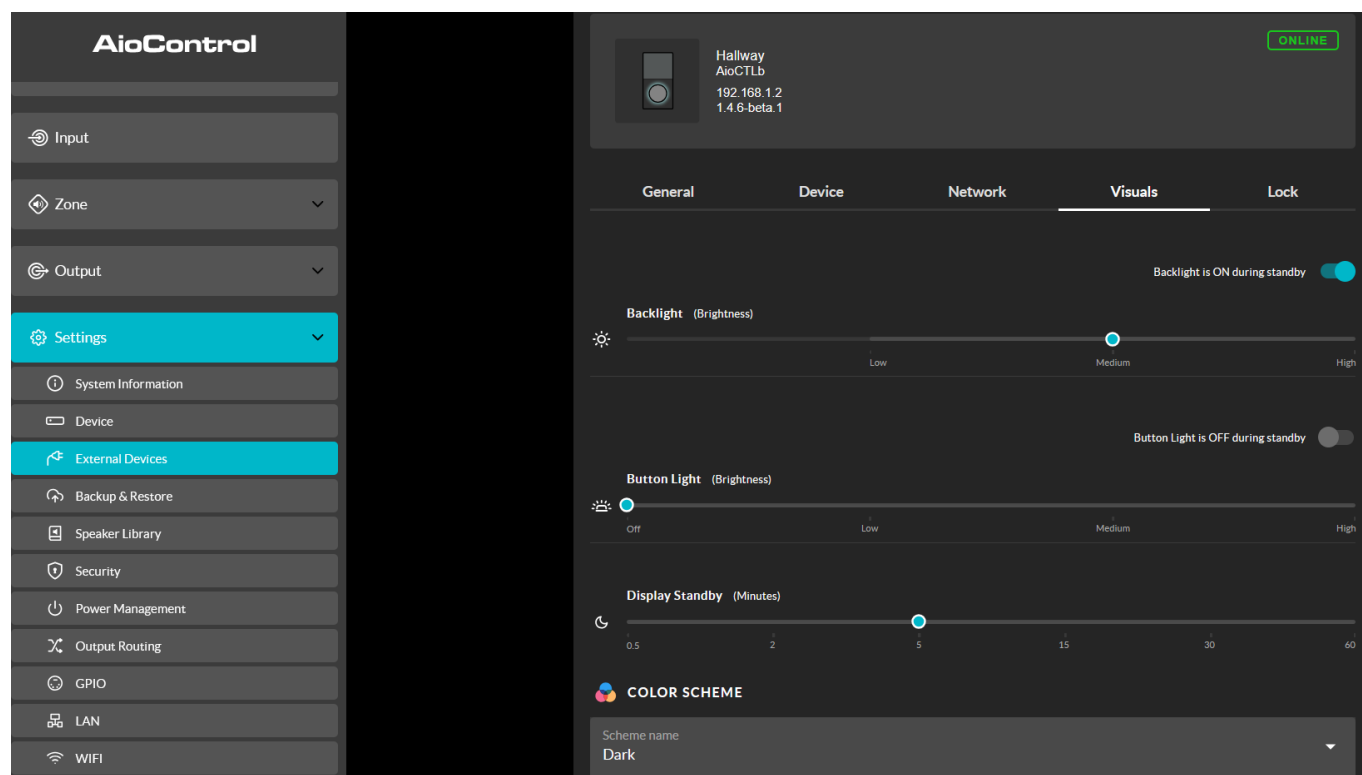 AioControl
Input
Zone
Output
Settings
System Information
Device
External Devices
Backup & Restore
Speaker Library
Security
Power Management
Output Routing
GPIO
LAN
WIFI
Hallway
AioCTLb
192.168.1.2
1.4.6-beta.1
ONLINE
General Device Network Visuals Lock
Backlight is ON during standby
Backlight (Brightness)
Low Medium High
Button Light is OFF during standby
Button Light (Brightness)
Off Low Medium High
Display Standby (Minutes)
0.5 2 5 15 30 60
COLOR SCHEME
Scheme name
Dark